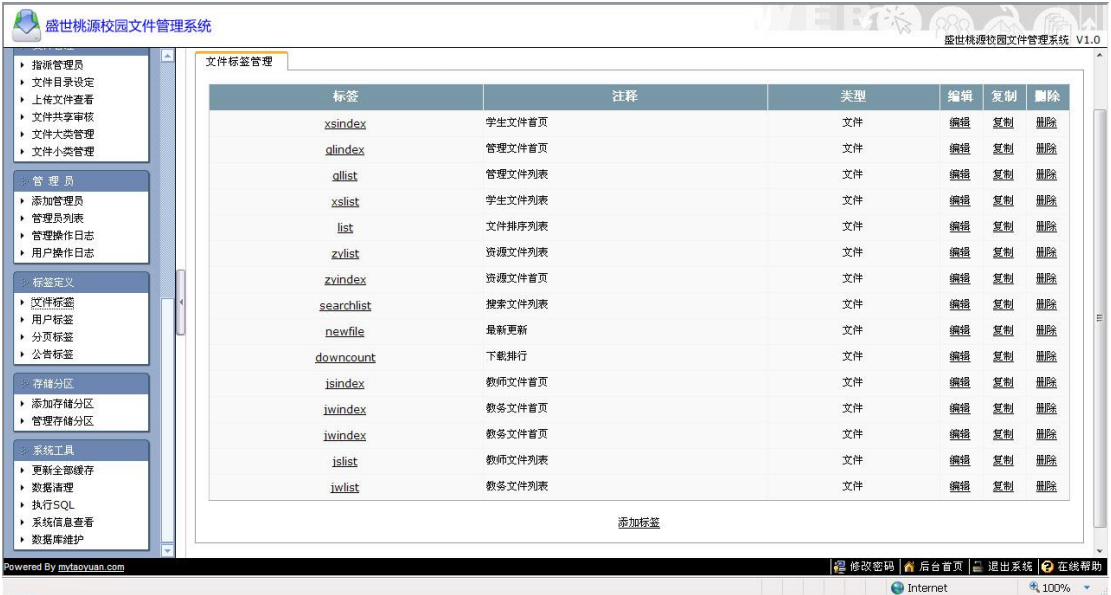 盛世桃源校园文件管理系统
盛世桃源校园文件管理系统 V1.0
指派管理员
文件目录设定
上传文件查看
文件共享审核
文件大类管理
文件小类管理
管 理 员
添加管理员
管理员列表
管理操作日志
用户操作日志
标签定义
文件标签
用户标签
分页标签
公告标签
存储分区
添加存储分区
管理存储分区
系统工具
更新全部缓存
数据清理
执行SQL
系统信息查看
数据库维护
文件标签管理
标签 注释 类型 编辑 复制 删除
xsindex 学生文件首页 文件 编辑 复制 删除
glindex 管理文件首页 文件 编辑 复制 删除
gllist 管理文件列表 文件 编辑 复制 删除
xslist 学生文件列表 文件 编辑 复制 删除
list 文件排序列表 文件 编辑 复制 删除
zylist 资源文件列表 文件 编辑 复制 删除
zyindex 资源文件首页 文件 编辑 复制 删除
searchlist 搜索文件列表 文件 编辑 复制 删除
newfile 最新更新 文件 编辑 复制 删除
downcount 下载排行 文件 编辑 复制 删除
jsindex 教师文件首页 文件 编辑 复制 删除
jwindex 教务文件首页 文件 编辑 复制 删除
jwindex 教务文件首页 文件 编辑 复制 删除
jslist 教师文件列表 文件 编辑 复制 删除
jwlist 教务文件列表 文件 编辑 复制 删除
添加标签
Powered By mytaoyuan.com
修改密码 后台首页 退出系统 在线帮助
Internet 100%